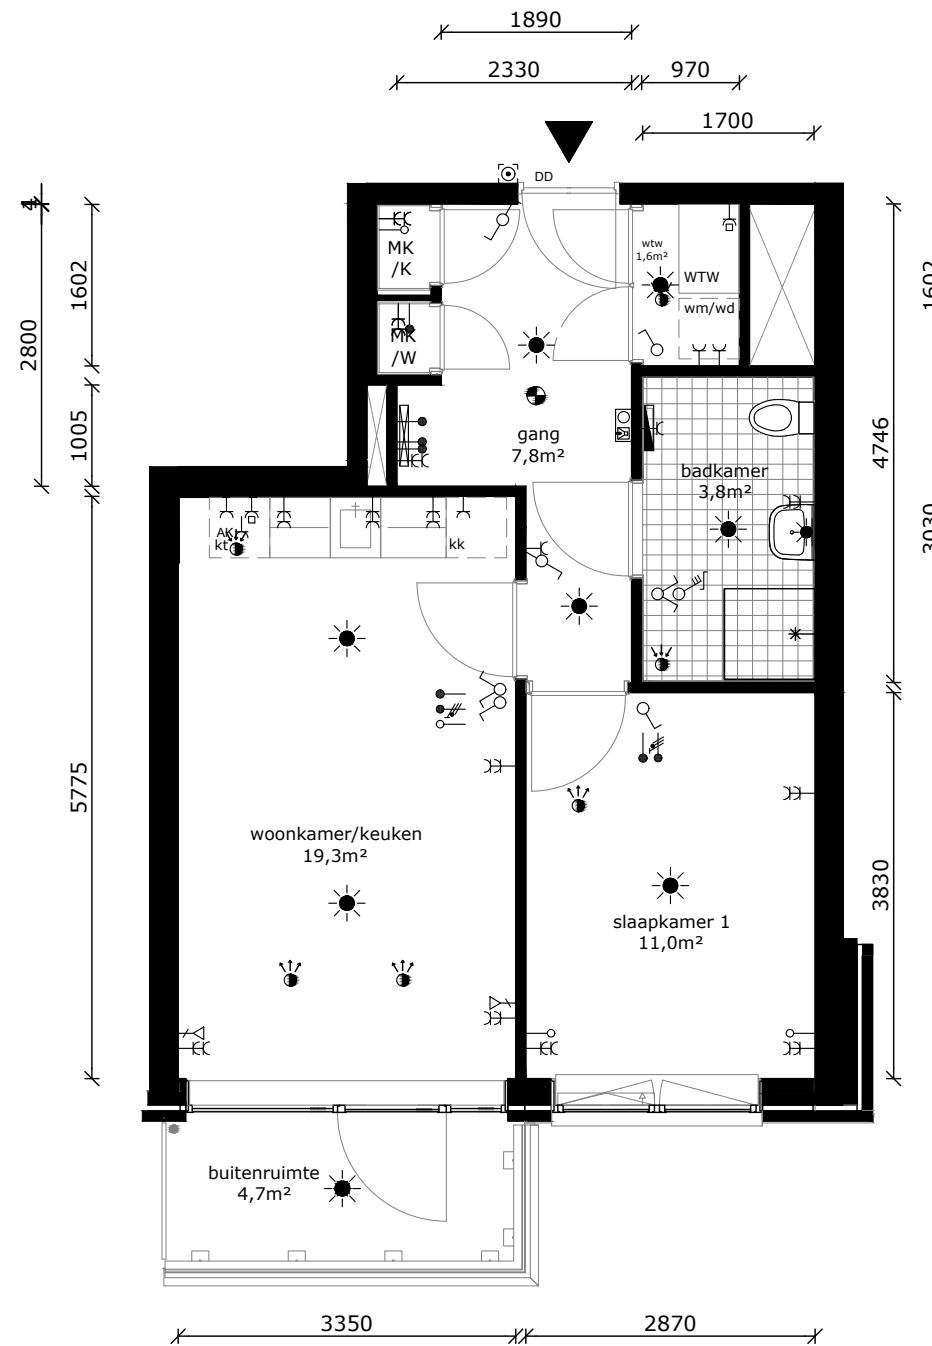 1890
2330
970
1700
DD
4
MK
/K
wtw
1,6m²
WTW
wm/wd
MK
/W
1602
1602
2800
1005
gang
7,8m²
badkamer
3,8m²
4746
3030
AK
kt
kk
5775
woonkamer/keuken
19,3m²
slaapkamer 1
11,0m²
3830
buitenruimte
4,7m²
3350
2870